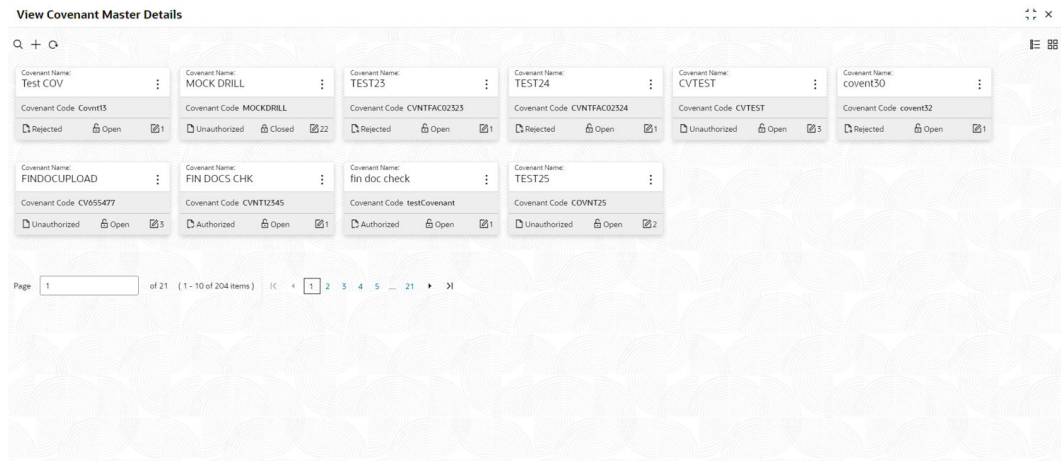 View Covenant Master Details
Covenant Name:
Test COV
Covenant Code Covnt13
Rejected Open 1
Covenant Name:
MOCK DRILL
Covenant Code MOCKDRILL
Unauthorized Closed 22
Covenant Name:
TEST23
Covenant Code CVNTFAC02323
Rejected Open 1
Covenant Name:
TEST24
Covenant Code CVNTFAC02324
Rejected Open 1
Covenant Name:
CVTEST
Covenant Code CVTEST
Unauthorized Open 3
Covenant Name:
covent30
Covenant Code covent32
Rejected Open 1
Covenant Name:
FINDOCUPLOAD
Covenant Code CV655477
Unauthorized Open 3
Covenant Name:
FIN DOCS CHK
Covenant Code CVNT12345
Authorized Open 1
Covenant Name:
fin doc check
Covenant Code testCovenant
Authorized Open 1
Covenant Name:
TEST25
Covenant Code COVNT25
Unauthorized Open 2
Page 1 of 21 ( 1 - 10 of 204 items ) 1 2 3 4 5 ... 21